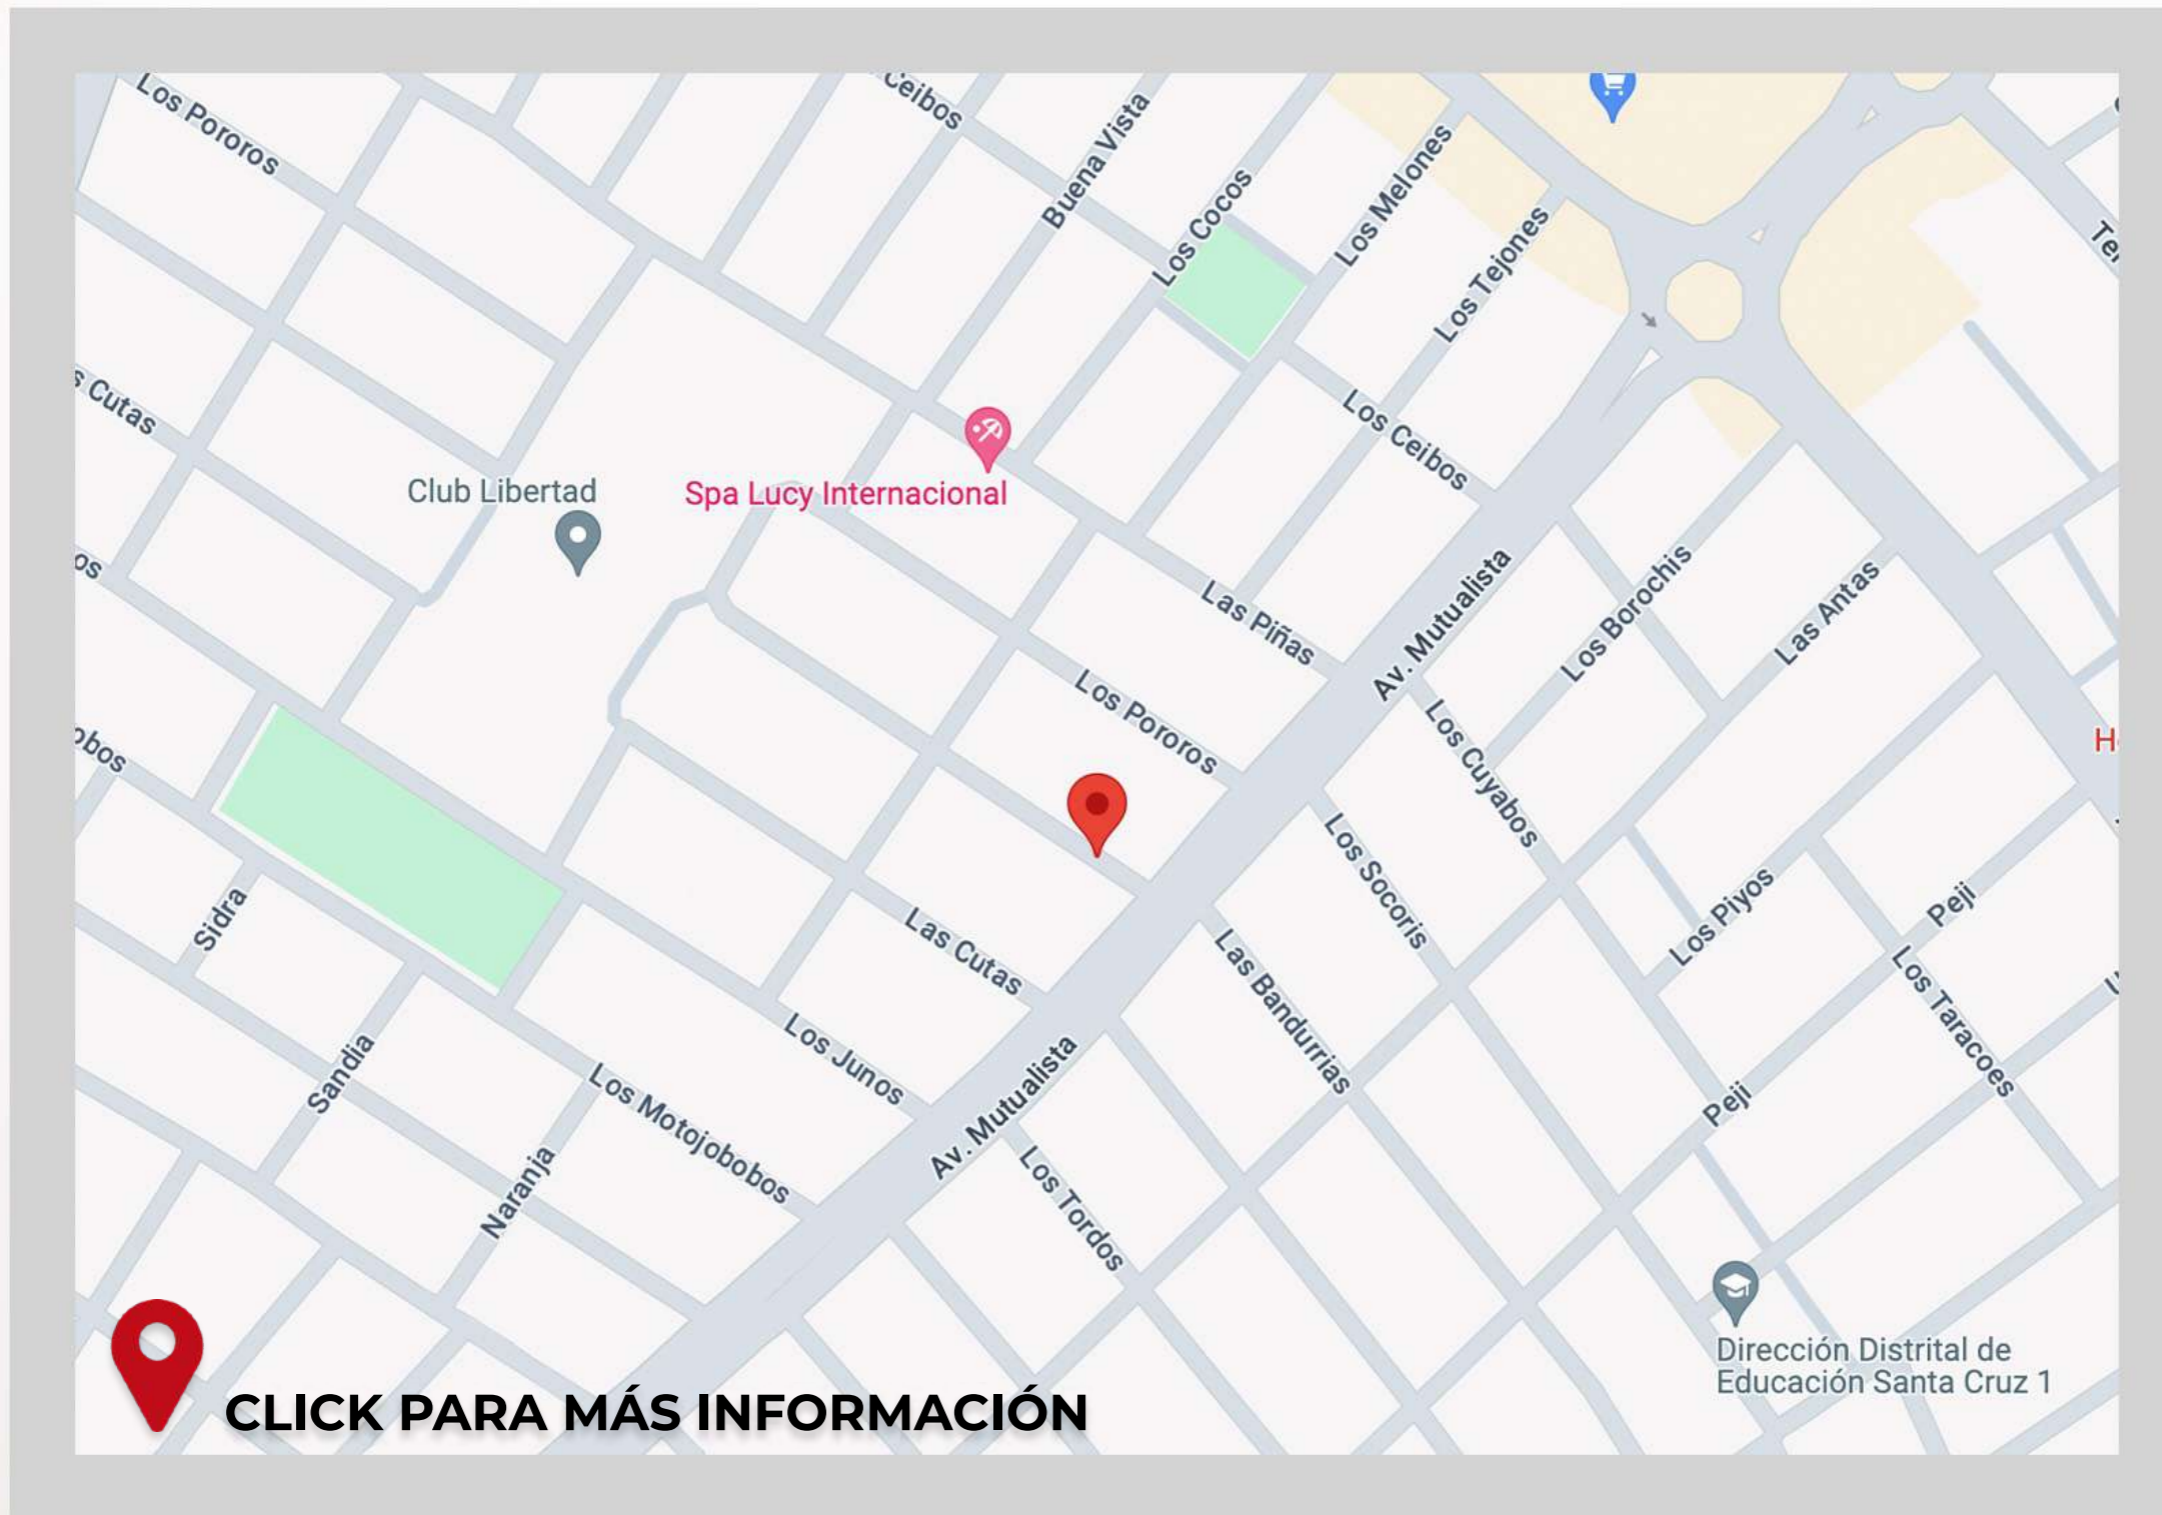 Los Pororos
Ceibos
Buena Vista
Los Cocos
Los Melones
Los Tejones
Cutas
Los Ceibos
Club Libertad
Spa Lucy Internacional
Las Piñas
Av. Mutualista
Los Borochis
Las Antas
Los Pororos
Los Cuyabos
Los Socoris
Los Piyos
Peji
Las Cutas
Sidra
Las Bandurrias
Los Taracoes
Los Junos
Sandia
Av. Mutualista
Peji
Los Motojobobos
Naranja
Los Tordos
Dirección Distrital de
Educación Santa Cruz 1
CLICK PARA MÁS INFORMACIÓN